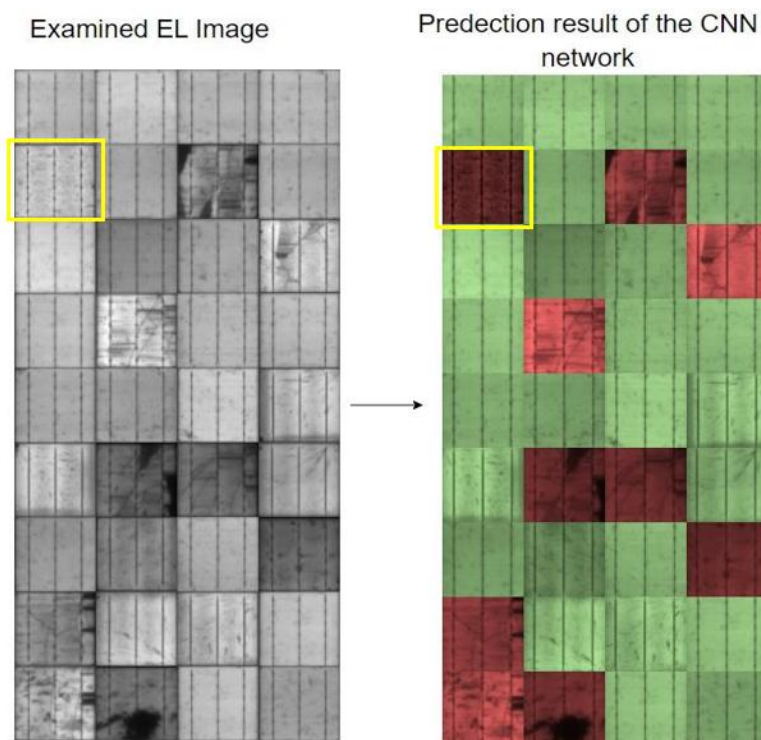 Examined EL Image
Predection result of the CNN
network